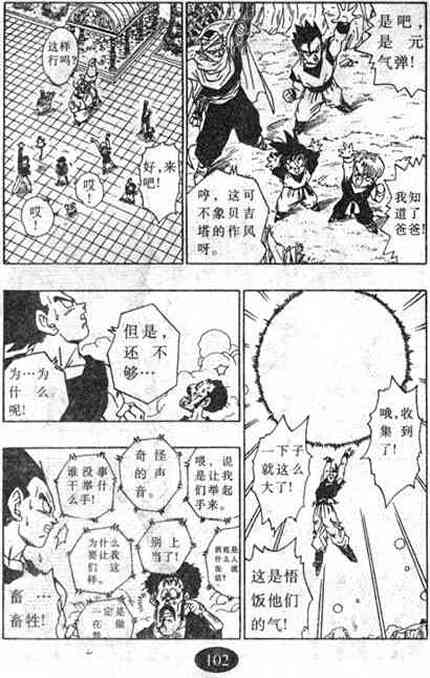 是吧，
是元
气弹！
我知
道了
爸爸！
哼，这可
不象贝吉
塔的作风
呀。
这样
行吗？
好，来
吧！
哎！
哎！
哦，收
集到
了！
一下子
就这么
大了！
这是悟
饭他们
的气！
但是，
还不
够…
为…为
什么
呢！
喂，说
是让我
们举起
手来。
奇怪
的声
音。
谁没事
干举什
么手！
别上
当了！
为什么
要让我
们这
样。
一定是
畜…
畜牲！
102